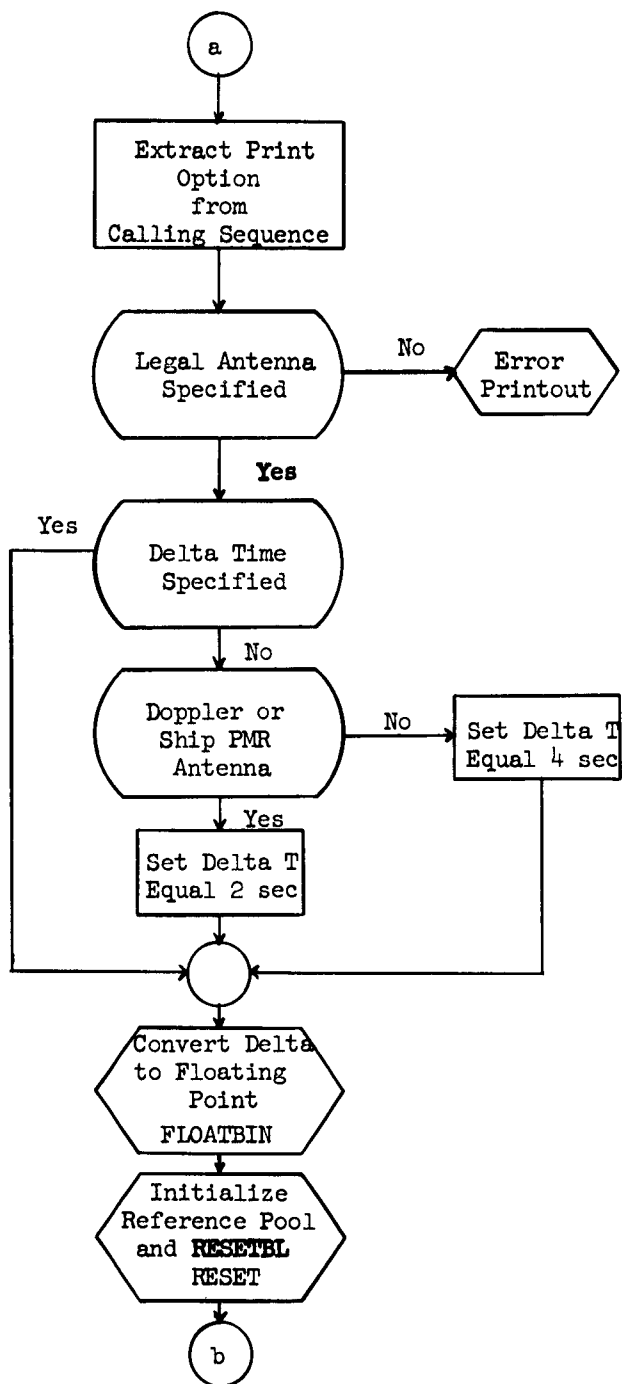 a
Extract Print
Option
from
Calling Sequence
Legal Antenna
Specified
No
Error
Printout
Yes
Yes
Delta Time
Specified
No
Doppler or
Ship PMR
Antenna
No
Set Delta T
Equal 4 sec
Yes
Set Delta T
Equal 2 sec
Convert Delta
to Floating
Point
FLOATBIN
Initialize
Reference Pool
and RESETBL
RESET
b